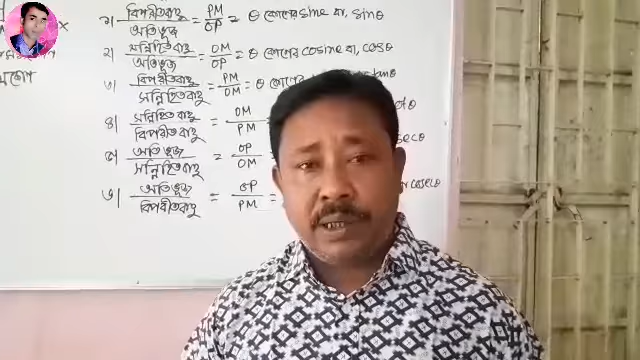 ১। বিপরীতবাহু/অতিভূজ = PM/OP = θ কোণের sine বা, sinθ
২। সন্নিহিতবাহু/অতিভূজ = OM/OP = θ কোণের cosine বা, cosθ
৩। বিপরীতবাহু/সন্নিহিতবাহু = PM/OM = θ কোণের
৪। সন্নিহিতবাহু/বিপরীতবাহু = OM/PM =
৫। অতিভূজ/সন্নিহিতবাহু = OP/OM = secθ
৬। অতিভূজ/বিপরীতবাহু = OP/PM = cosecθ